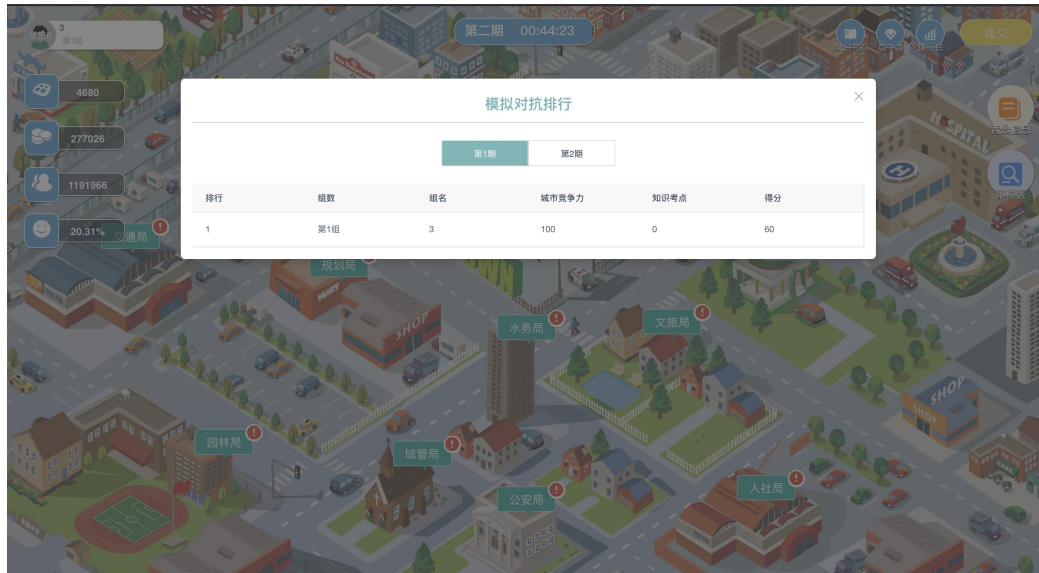 3
第1组
第二期 00:44:23
提交
4680
277026
1191966
20.31%
模拟对抗排行
第1期 第2期
排行 组数 组名 城市竞争力 知识考点 得分
1 第1组 3 100 0 60
交通局
规划局
水务局
文旅局
园林局
城管局
公安局
人社局
HOSPITAL
H
SHOP
SHOP
CAFE